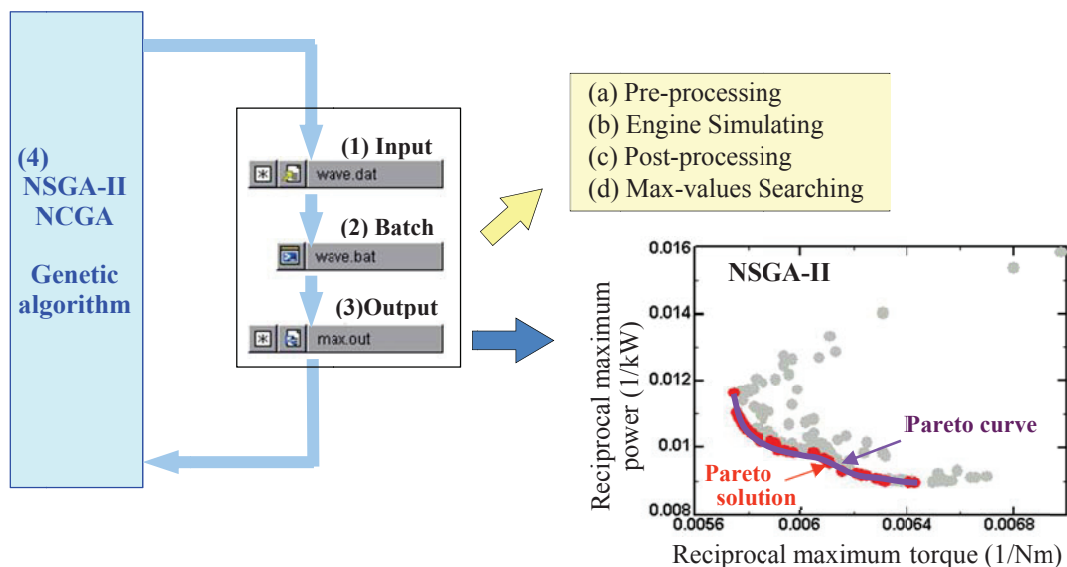 (4)
NSGA-II
NCGA
Genetic
algorithm
(1) Input
wave.dat
(2) Batch
wave.bat
(3)Output
max.out
(a) Pre-processing
(b) Engine Simulating
(c) Post-processing
(d) Max-values Searching
NSGA-II
Reciprocal maximum
power (1/kW)
0.016
0.014
0.012
0.01
0.008
Pareto curve
Pareto
solution
0.0056
0.006
0.0064
0.0068
Reciprocal maximum torque (1/Nm)